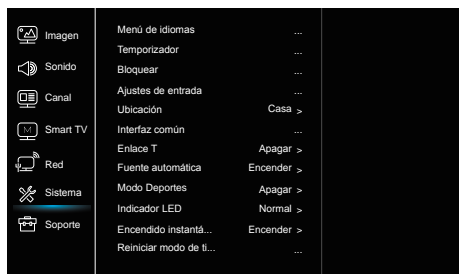 Imagen
Sonido
Canal
Smart TV
Red
Sistema
Soporte
Menú de idiomas ...
Temporizador ...
Bloquear ...
Ajustes de entrada ...
Ubicación Casa >
Interfaz común ...
Enlace T Apagar >
Fuente automática Encender >
Modo Deportes Apagar >
Indicador LED Normal >
Encendido instantá... Encender >
Reiniciar modo de ti... ...